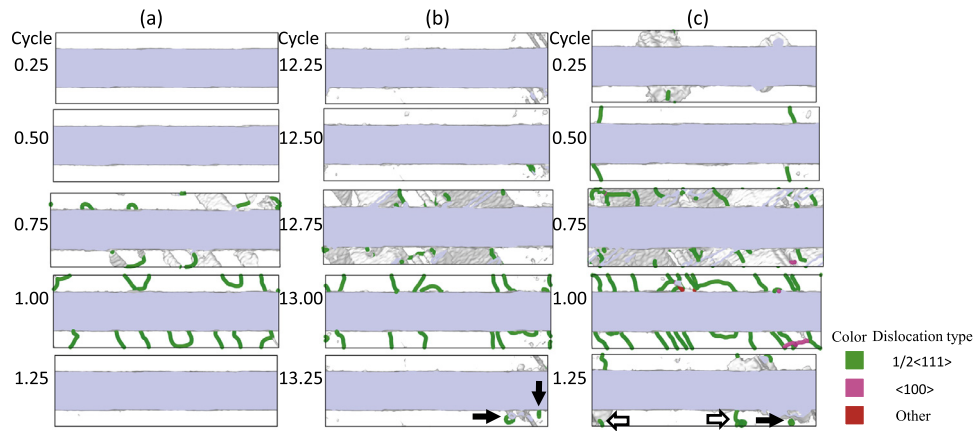 (a) (b) (c)
Cycle Cycle Cycle
0.25 12.25 0.25
0.50 12.50 0.50
0.75 12.75 0.75
1.00 13.00 1.00
1.25 13.25 1.25
Color Dislocation type
1/2<111>
<100>
Other